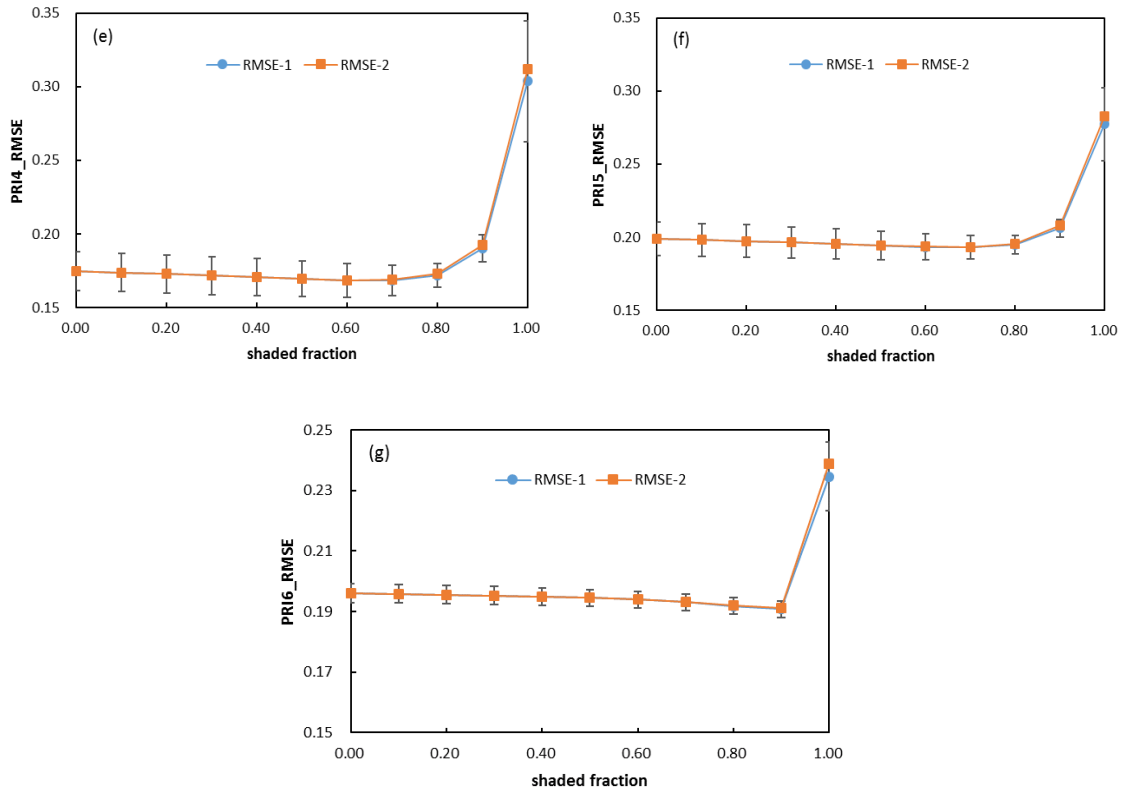 (e)
RMSE-1 RMSE-2
PRI4_RMSE
0.35
0.30
0.25
0.20
0.15
0.00 0.20 0.40 0.60 0.80 1.00
shaded fraction
(f)
RMSE-1 RMSE-2
PRI5_RMSE
0.35
0.30
0.25
0.20
0.15
0.00 0.20 0.40 0.60 0.80 1.00
shaded fraction
(g)
RMSE-1 RMSE-2
PRI6_RMSE
0.25
0.23
0.21
0.19
0.17
0.15
0.00 0.20 0.40 0.60 0.80 1.00
shaded fraction